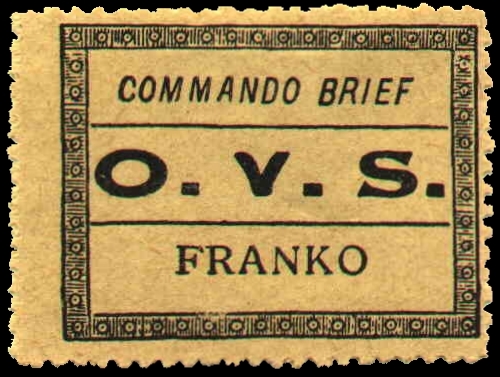 COMMANDO BRIEF
O. V. S.
FRANKO